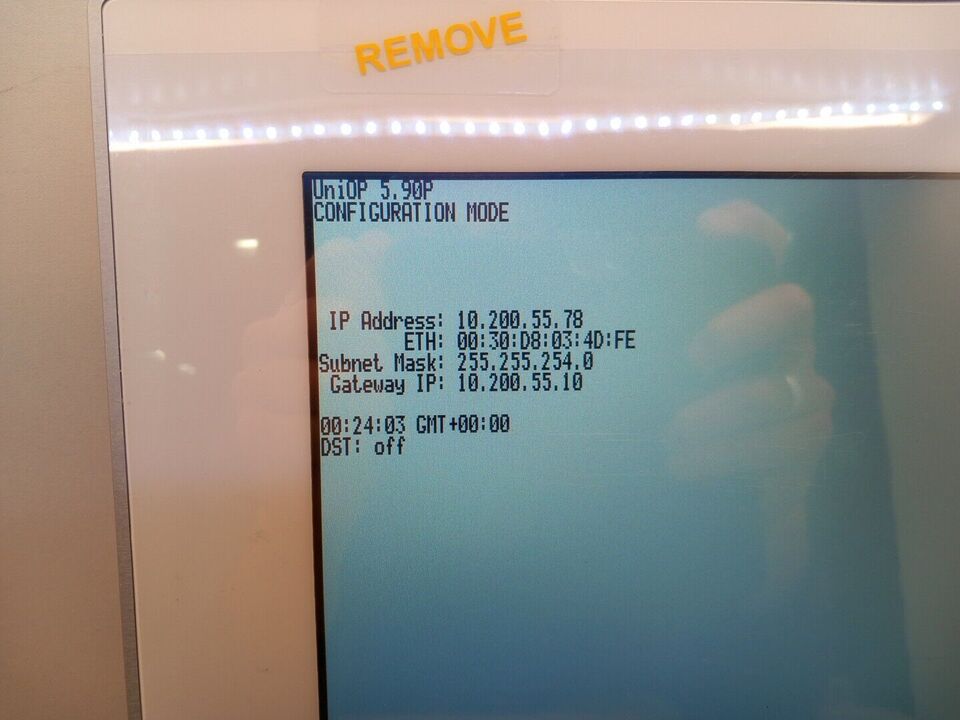 REMOVE
UniOP 5.90P
CONFIGURATION MODE
IP Address: 10.200.55.78
ETH: 00:30:D8:03:4D:FE
Subnet Mask: 255.255.254.0
Gateway IP: 10.200.55.10
00:24:03 GMT+00:00
DST: off